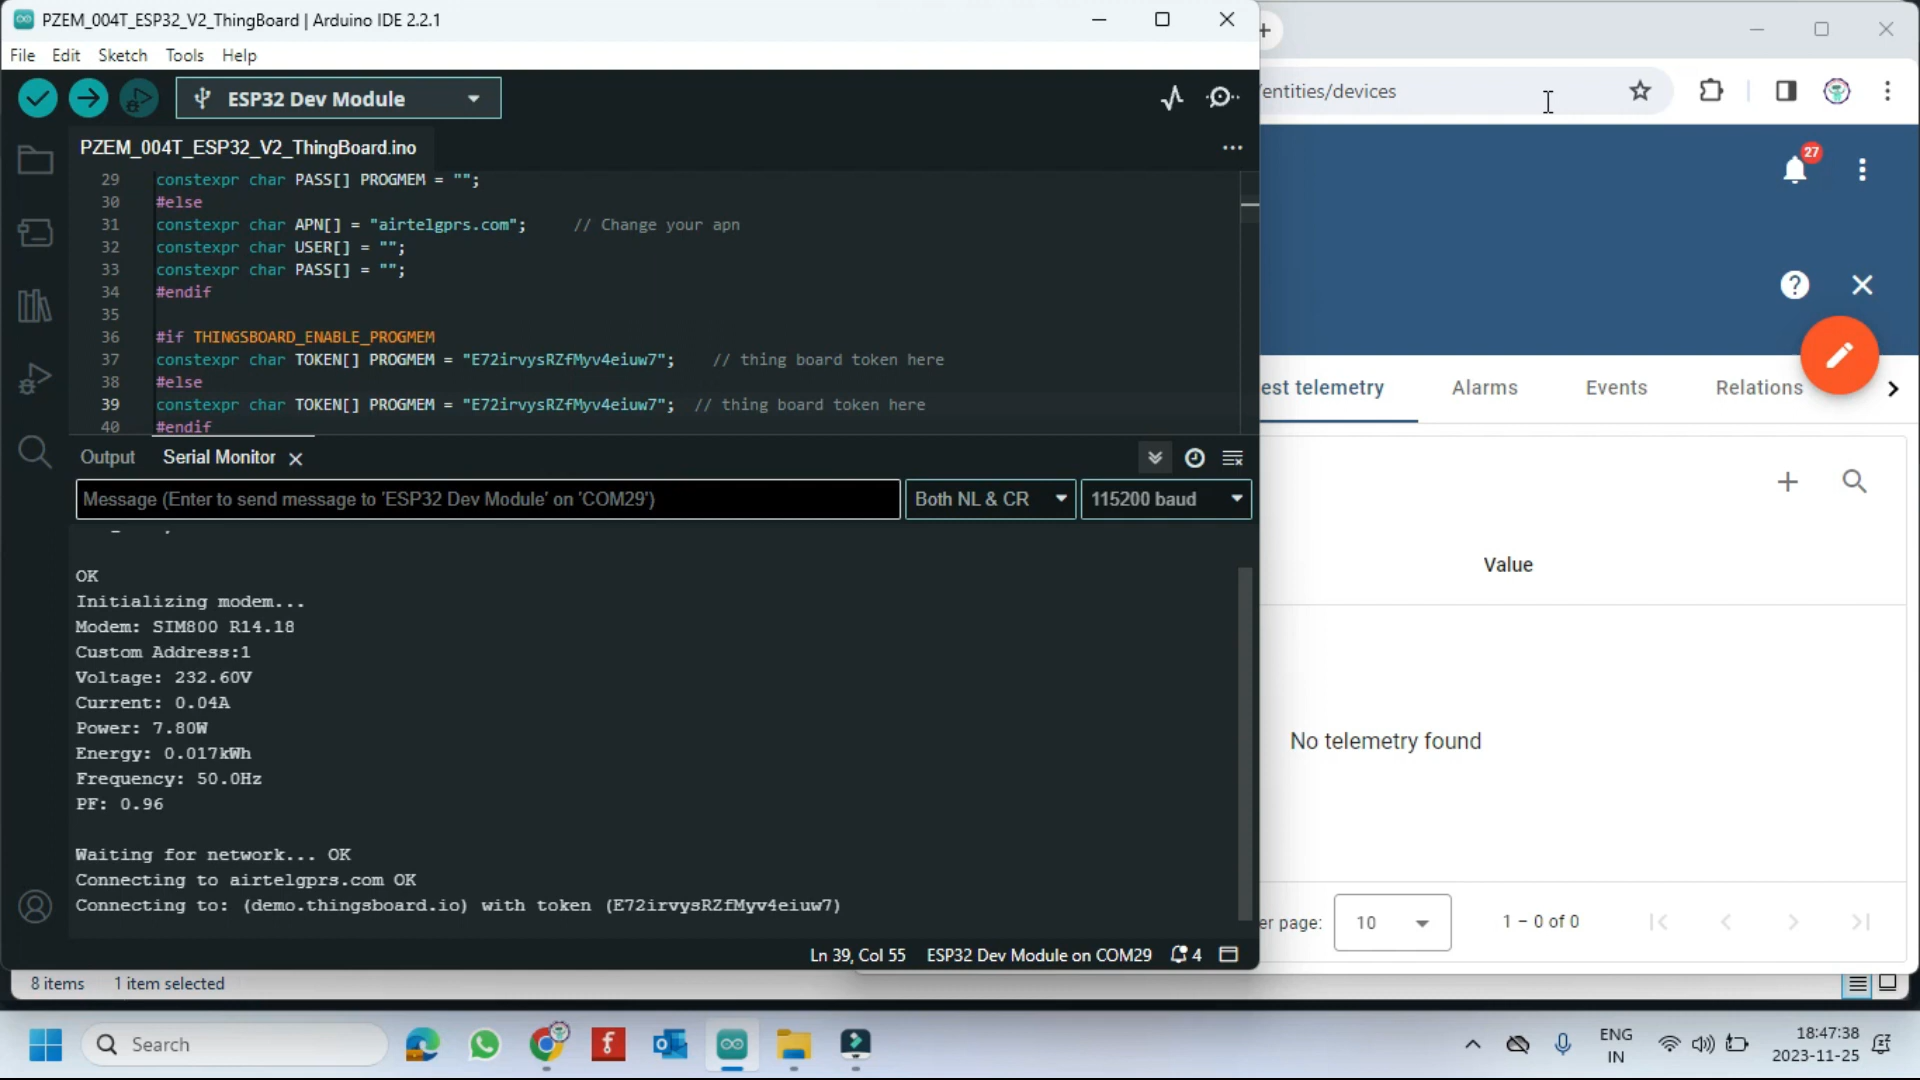 PZEM_004T_ESP32_V2_ThingBoard | Arduino IDE 2.2.1
File Edit Sketch Tools Help
ESP32 Dev Module
PZEM_004T_ESP32_V2_ThingBoard.ino
29 constexpr char PASS[] PROGMEM = "";
30 #else
31 constexpr char APN[] = "airtelgprs.com"; // Change your apn
32 constexpr char USER[] = "";
33 constexpr char PASS[] = "";
34 #endif
35
36 #if THINGSBOARD_ENABLE_PROGMEM
37 constexpr char TOKEN[] PROGMEM = "E72irvysRZfMyv4eiuw7"; // thing board token here
38 #else
39 constexpr char TOKEN[] PROGMEM = "E72irvysRZfMyv4eiuw7"; // thing board token here
40 #endif
Output Serial Monitor
Message (Enter to send message to 'ESP32 Dev Module' on 'COM29')
Both NL & CR
115200 baud
OK
Initializing modem...
Modem: SIM800 R14.18
Custom Address:1
Voltage: 232.60V
Current: 0.04A
Power: 7.80W
Energy: 0.017kWh
Frequency: 50.0Hz
PF: 0.96
Waiting for network... OK
Connecting to airtelgprs.com OK
Connecting to: (demo.thingsboard.io) with token (E72irvysRZfMyv4eiuw7)
Ln 39, Col 55 ESP32 Dev Module on COM29 4
/entities/devices
27
est telemetry Alarms Events Relations
Value
No telemetry found
er page: 10 1 – 0 of 0
8 items 1 item selected
Search
ENG
IN
18:47:38
2023-11-25